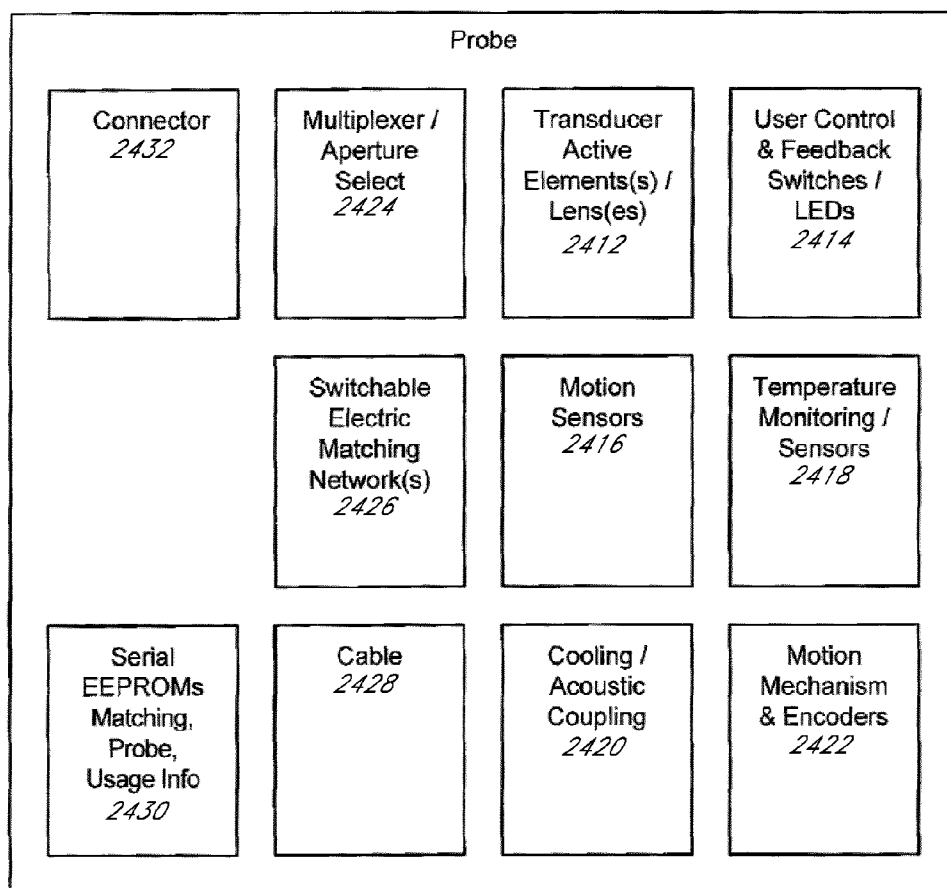 Probe
Connector
2432
Multiplexer /
Aperture
Select
2424
Transducer
Active
Elements(s) /
Lens(es)
2412
User Control
& Feedback
Switches /
LEDs
2414
Switchable
Electric
Matching
Network(s)
2426
Motion
Sensors
2416
Temperature
Monitoring /
Sensors
2418
Serial
EEPROMs
Matching,
Probe,
Usage Info
2430
Cable
2428
Cooling /
Acoustic
Coupling
2420
Motion
Mechanism
& Encoders
2422